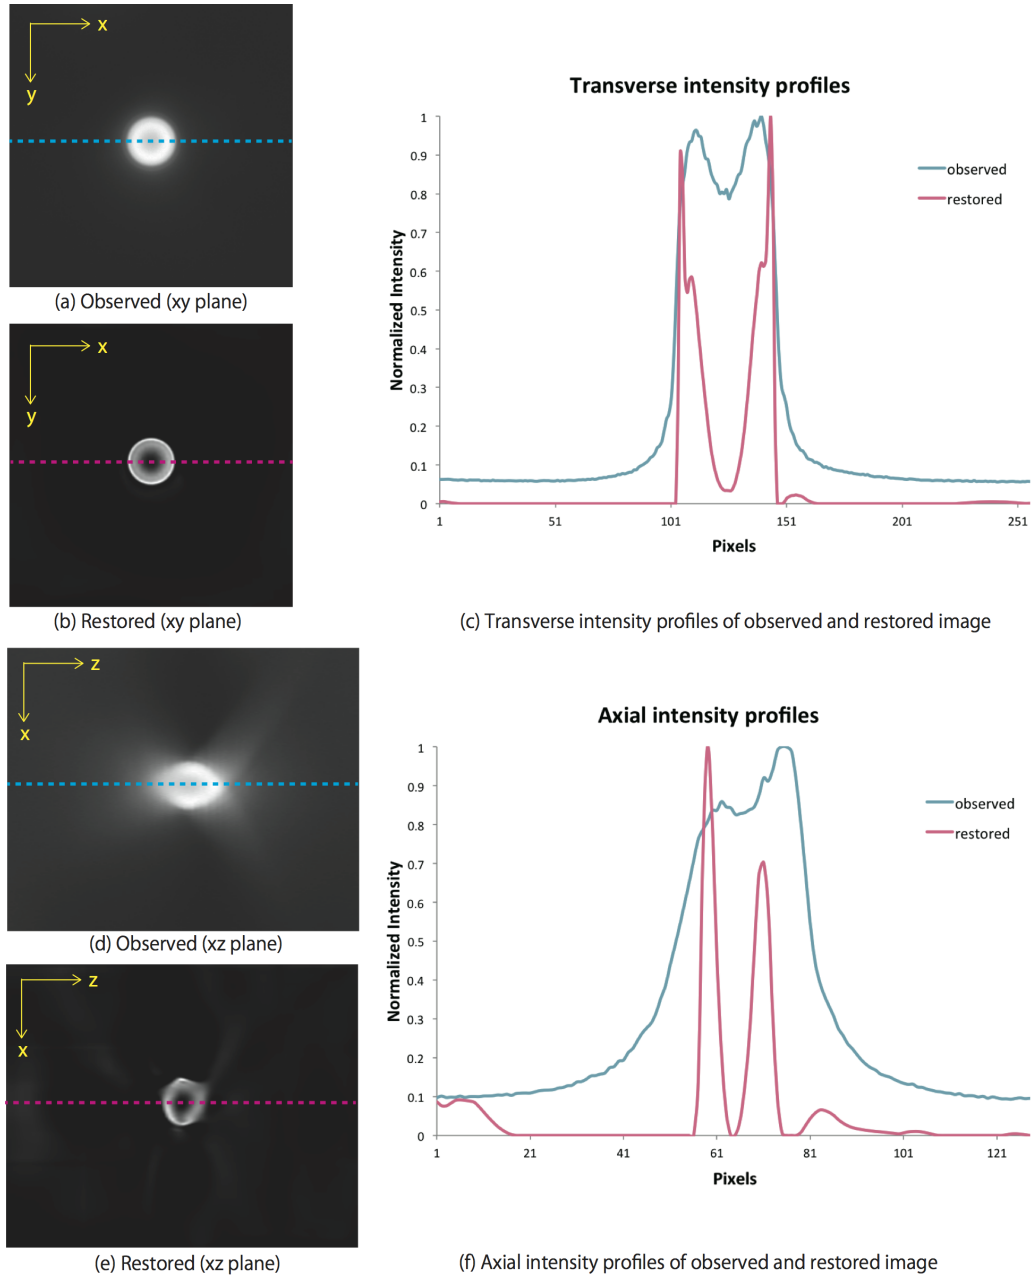 x
y
(a) Observed (xy plane)
x
y
(b) Restored (xy plane)
Transverse intensity profiles
Normalized Intensity
1
0.9
0.8
0.7
0.6
0.5
0.4
0.3
0.2
0.1
0
1
51
101
151
201
251
Pixels
observed
restored
(c) Transverse intensity profiles of observed and restored image
z
x
(d) Observed (xz plane)
z
x
(e) Restored (xz plane)
Axial intensity profiles
Normalized Intensity
1
0.9
0.8
0.7
0.6
0.5
0.4
0.3
0.2
0.1
0
1
21
41
61
81
101
121
Pixels
observed
restored
(f) Axial intensity profiles of observed and restored image